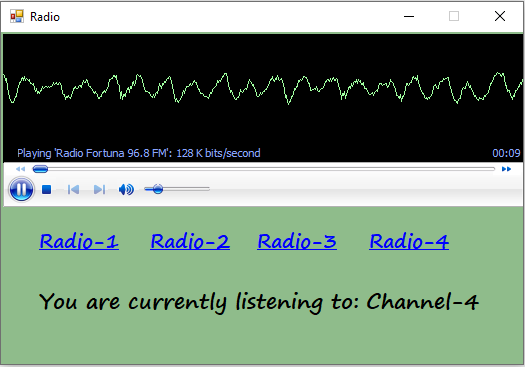 Radio
Playing 'Radio Fortuna 96.8 FM': 128 K bits/second 00:09
Radio-1 Radio-2 Radio-3 Radio-4
You are currently listening to: Channel-4